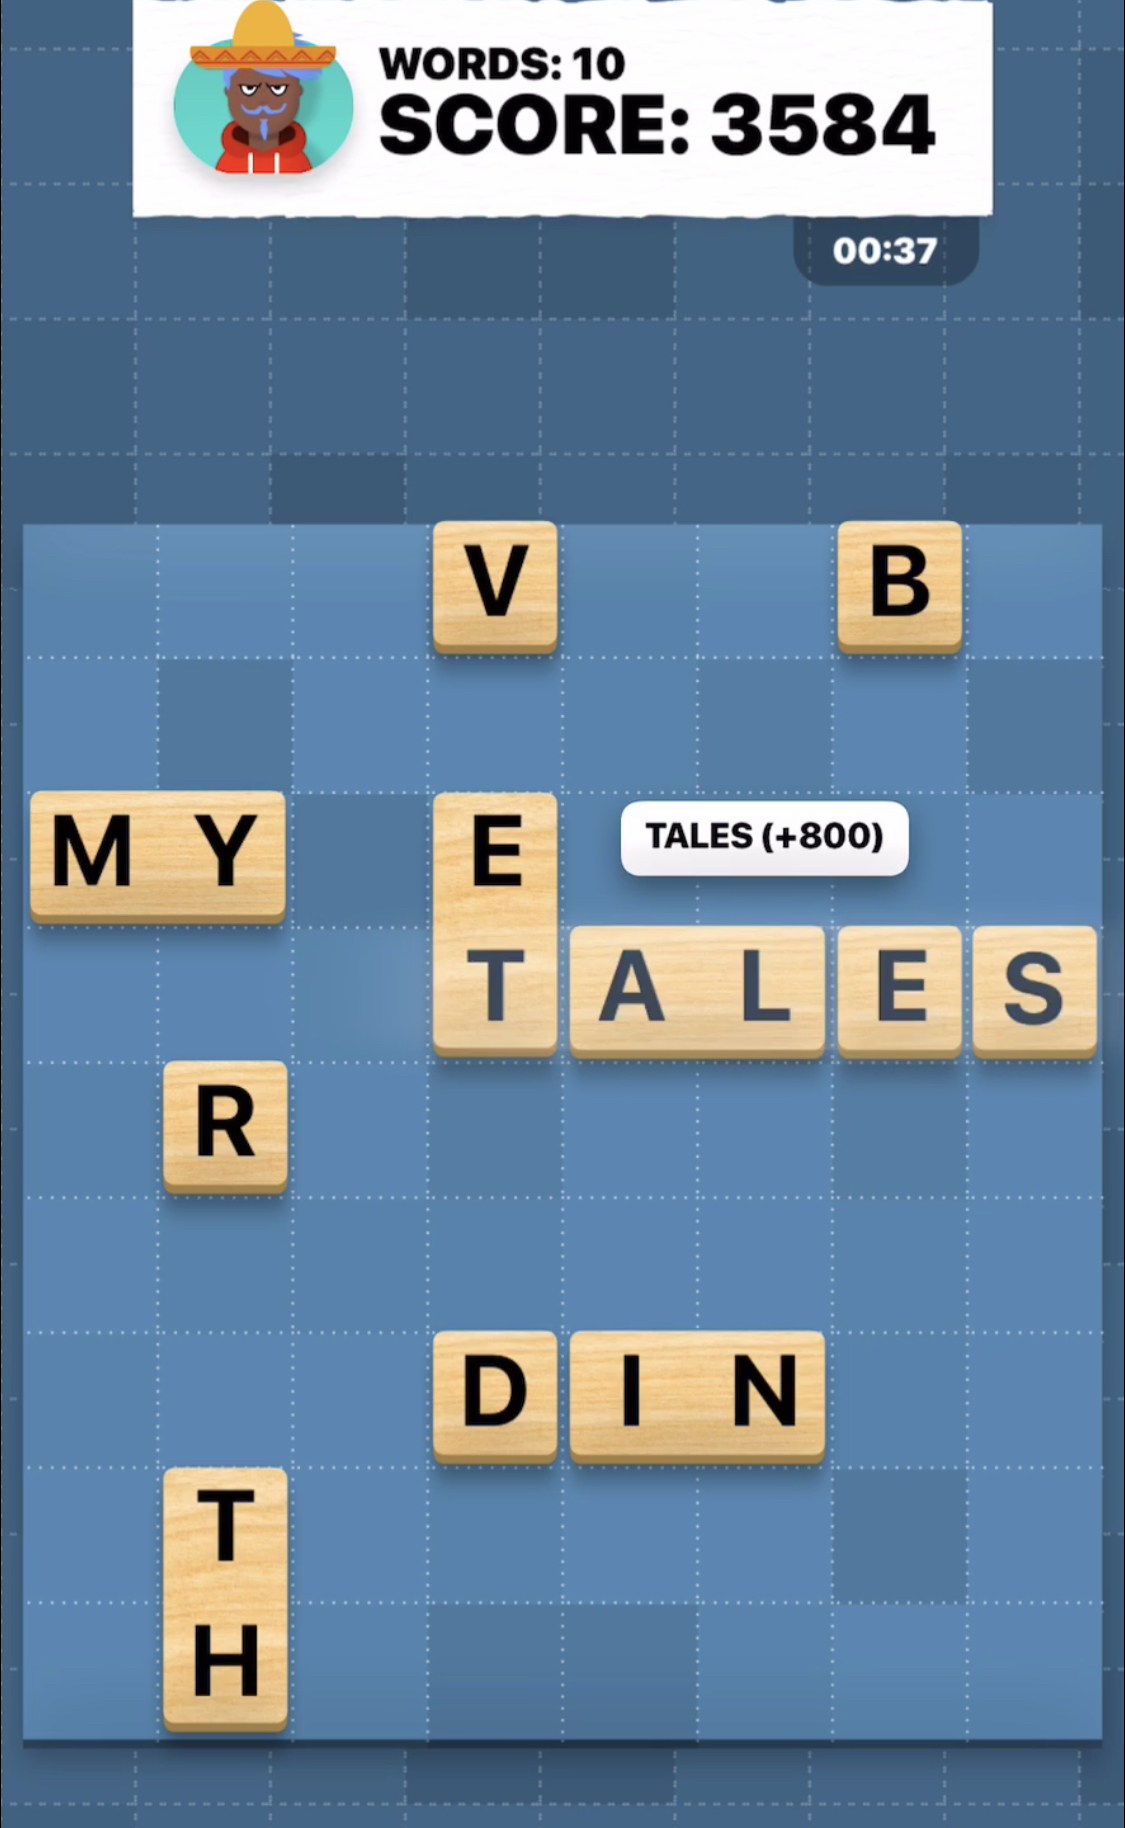 WORDS: 10
SCORE: 3584
00:37
V B
M Y E TALES (+800)
T A L E S
R
D I N
T
H